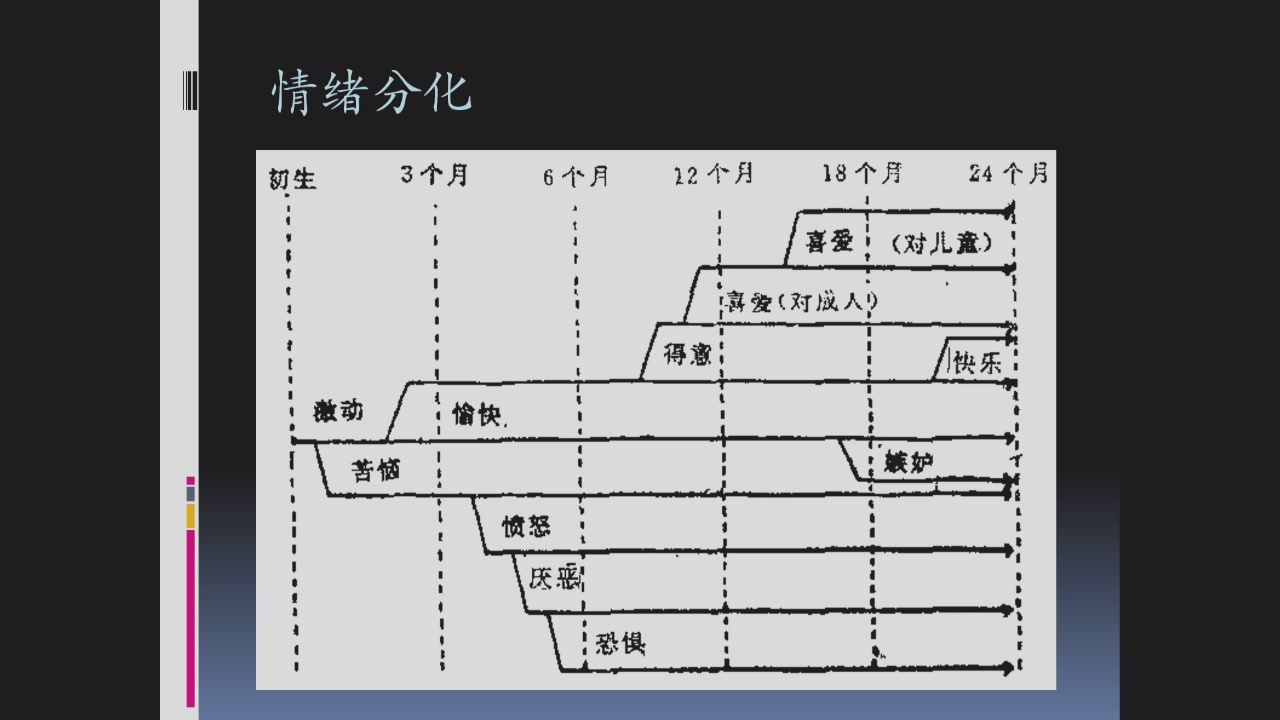 情绪分化
初生 3个月 6个月 12个月 18个月 24个月
喜爱 (对儿童)
喜爱(对成人)
得意 快乐
激动 愉快
苦恼 嫉妒
愤怒
厌恶
恐惧